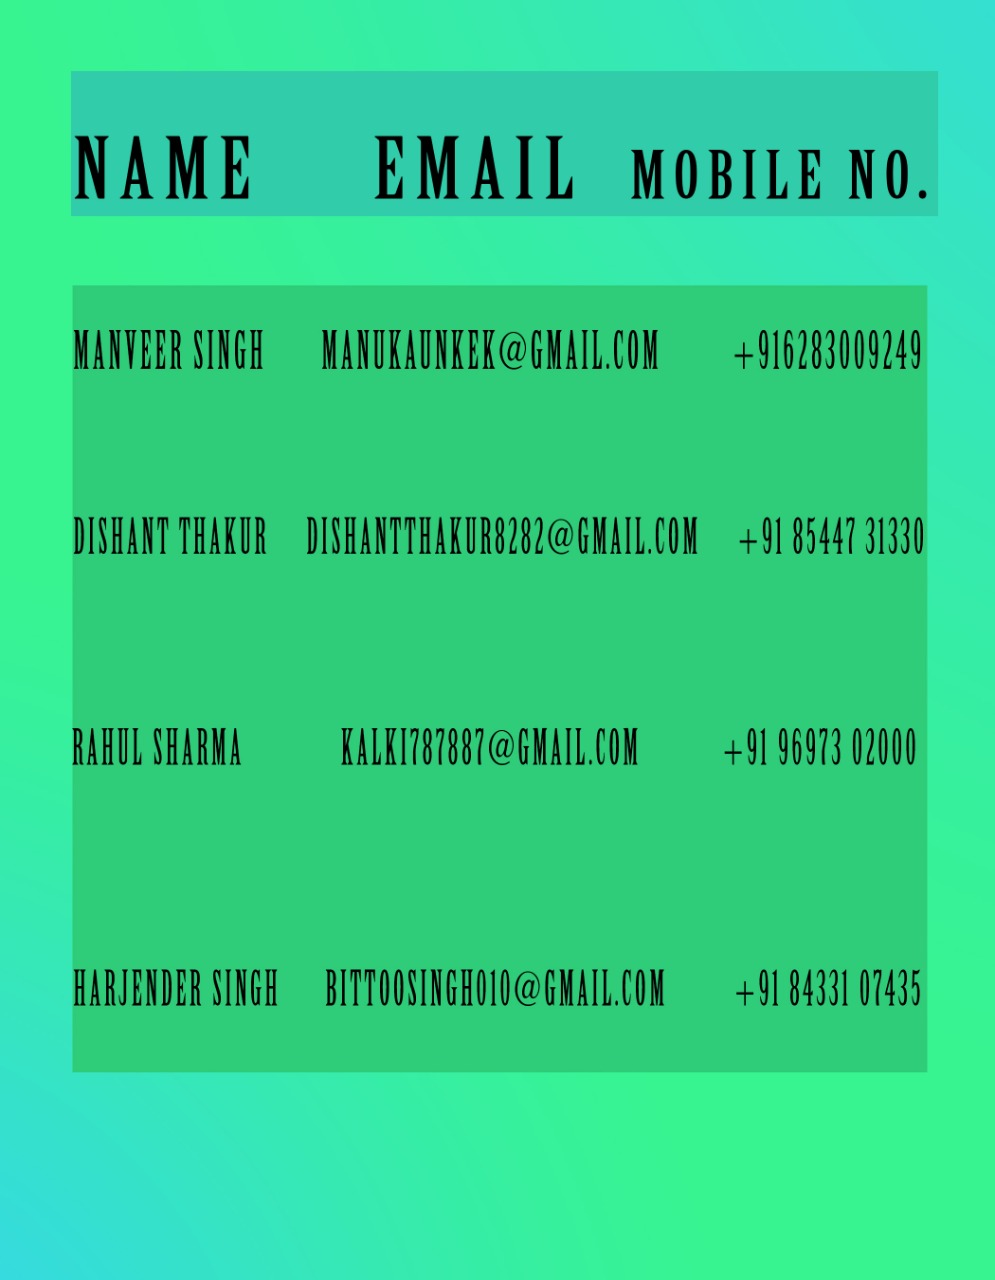 NAME EMAIL MOBILE NO.
MANVEER SINGH MANUKAUNKEK@GMAIL.COM +916283009249
DISHANT THAKUR DISHANTTHAKUR8282@GMAIL.COM +91 85447 31330
RAHUL SHARMA KALKI787887@GMAIL.COM +91 96973 02000
HARJENDER SINGH BITTOOSINGH010@GMAIL.COM +91 84331 07435